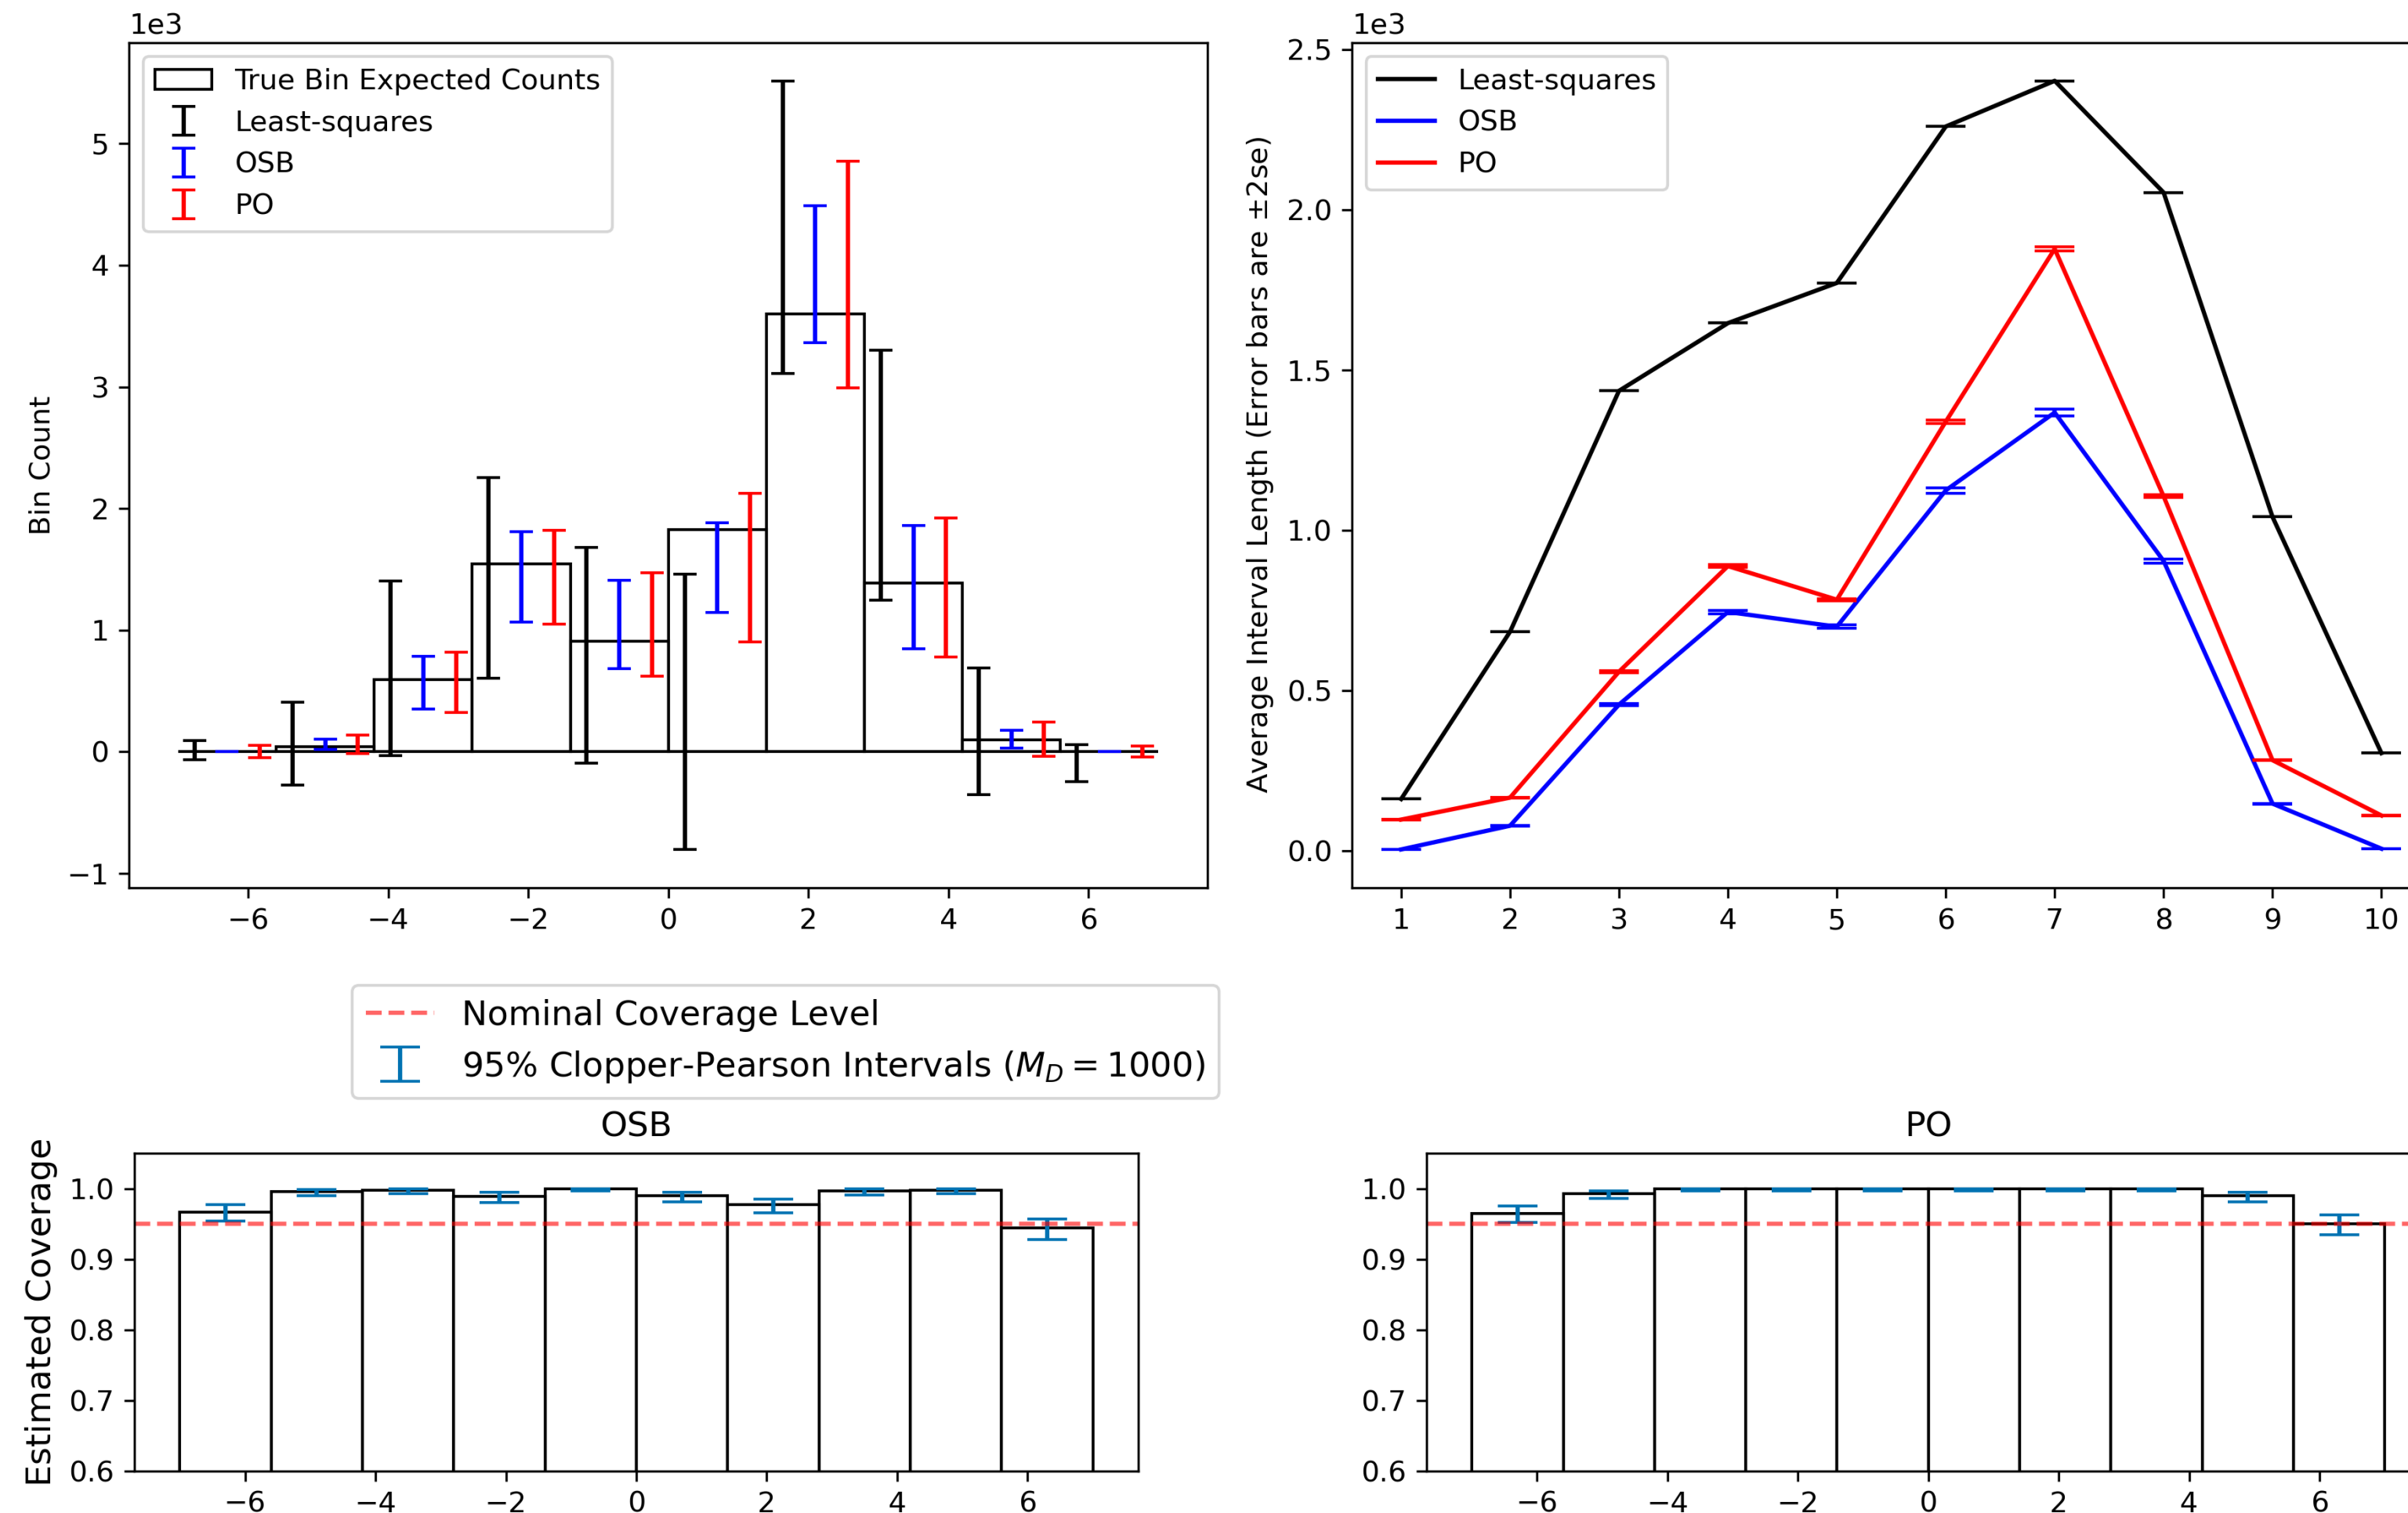 1e3
True Bin Expected Counts
Least-squares
OSB
PO
Bin Count
5
4
3
2
1
0
−1
−6 −4 −2 0 2 4 6
1e3
Least-squares
OSB
PO
Average Interval Length (Error bars are ±2se)
2.5
2.0
1.5
1.0
0.5
0.0
1 2 3 4 5 6 7 8 9 10
Nominal Coverage Level
95% Clopper-Pearson Intervals (M_D = 1000)
OSB
Estimated Coverage
1.0
0.9
0.8
0.7
0.6
−6 −4 −2 0 2 4 6
PO
1.0
0.9
0.8
0.7
0.6
−6 −4 −2 0 2 4 6